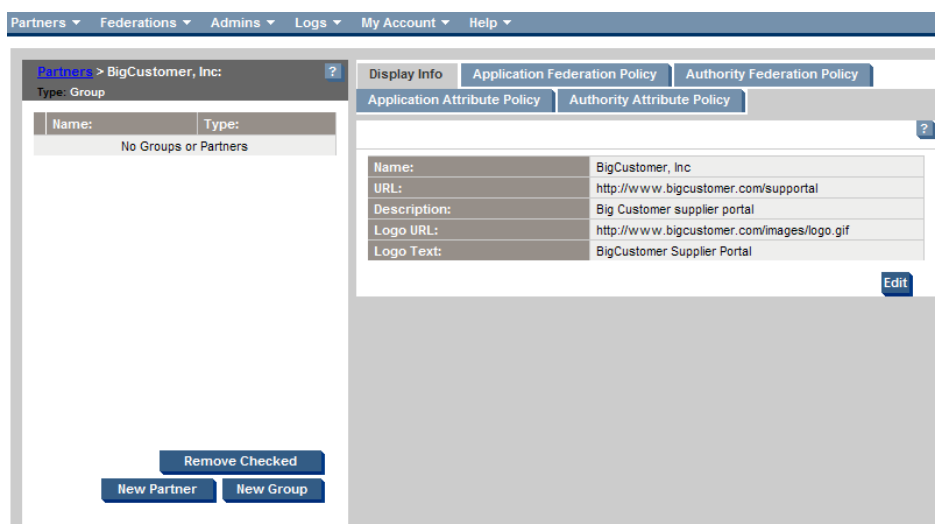 Partners Federations Admins Logs My Account Help
Partners > BigCustomer, Inc: ?
Type: Group
Name: Type:
No Groups or Partners
Remove Checked
New Partner New Group
Display Info Application Federation Policy Authority Federation Policy
Application Attribute Policy Authority Attribute Policy
?
Name: BigCustomer, Inc
URL: http://www.bigcustomer.com/supportal
Description: Big Customer supplier portal
Logo URL: http://www.bigcustomer.com/images/logo.gif
Logo Text: BigCustomer Supplier Portal
Edit